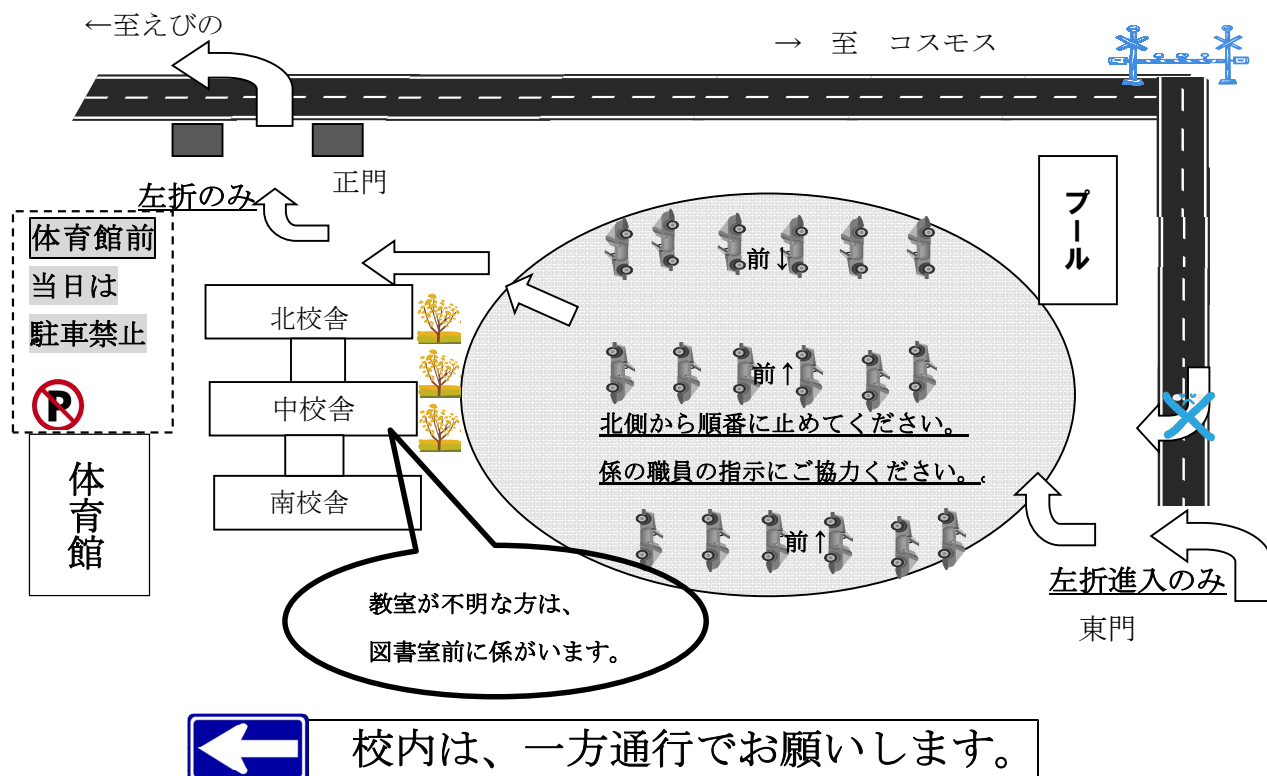 ←至えびの
→　至　コスモス
正門
左折のみ
プール
体育館前
当日は
駐車禁止
P
前↓
北校舎
前↑
中校舎
北側から順番に止めてください。
係の職員の指示にご協力ください。。
体育館
南校舎
前↑
左折進入のみ
東門
教室が不明な方は、
図書室前に係がいます。
校内は、一方通行でお願いします。